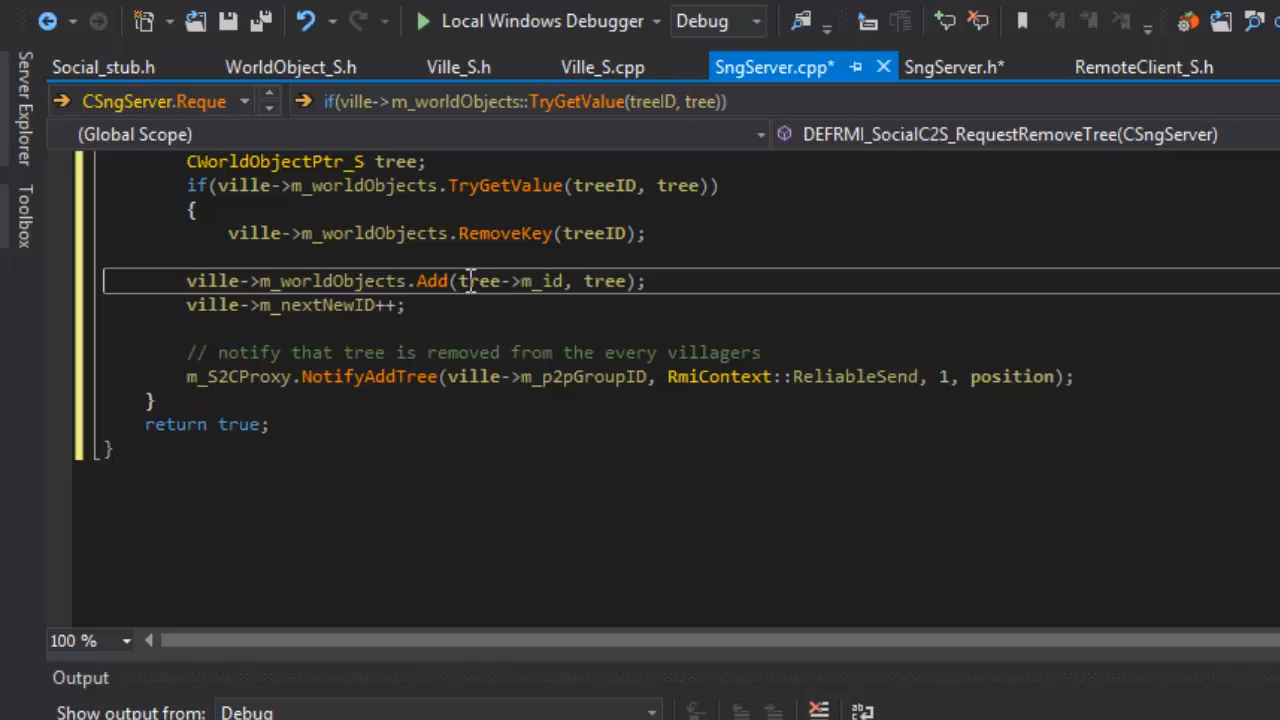 Local Windows Debugger Debug
Social_stub.h WorldObject_S.h Ville_S.h Ville_S.cpp SngServer.cpp* SngServer.h* RemoteClient_S.h
CSngServer.Reque if(ville->m_worldObjects::TryGetValue(treeID, tree))
(Global Scope) DEFRMI_SocialC2S_RequestRemoveTree(CSngServer)
Server Explorer
Toolbox
CWorldObjectPtr_S tree;
if(ville->m_worldObjects.TryGetValue(treeID, tree))
{
ville->m_worldObjects.RemoveKey(treeID);
ville->m_worldObjects.Add(tree->m_id, tree);
ville->m_nextNewID++;
// notify that tree is removed from the every villagers
m_S2CProxy.NotifyAddTree(ville->m_p2pGroupID, RmiContext::ReliableSend, 1, position);
}
return true;
}
100 %
Output
Show output from: Debug